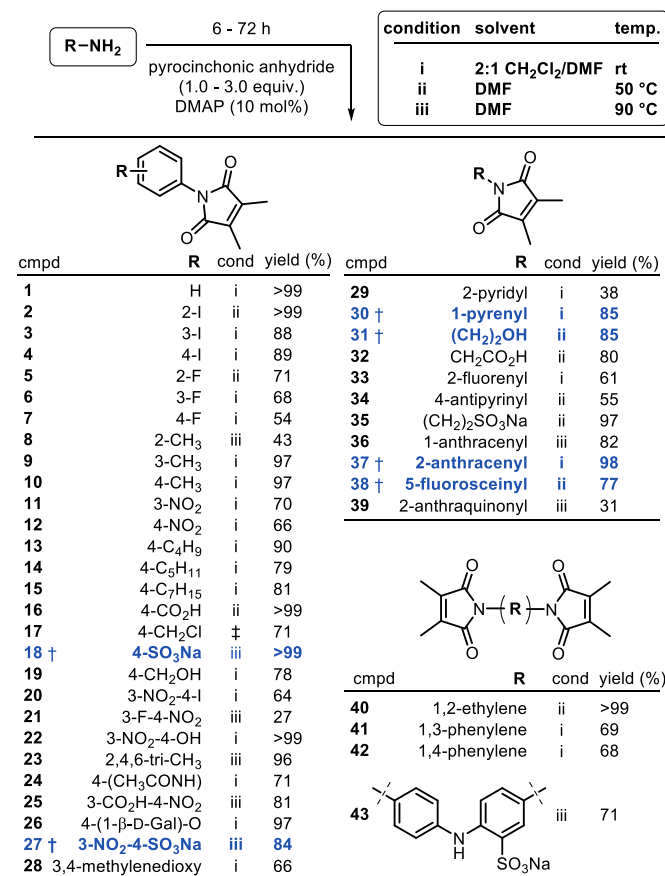 R–NH₂
6 - 72 h
pyrocinchonic anhydride
(1.0 - 3.0 equiv.)
DMAP (10 mol%)
condition solvent temp.
i 2:1 CH₂Cl₂/DMF rt
ii DMF 50 °C
iii DMF 90 °C
R N O O
cmpd R cond yield (%)
1 H i >99
2 2-I ii >99
3 3-I i 88
4 4-I i 89
5 2-F ii 71
6 3-F i 68
7 4-F i 54
8 2-CH₃ iii 43
9 3-CH₃ i 97
10 4-CH₃ i 97
11 3-NO₂ i 70
12 4-NO₂ i 66
13 4-C₄H₉ i 90
14 4-C₅H₁₁ i 79
15 4-C₇H₁₅ i 81
16 4-CO₂H ii >99
17 4-CH₂Cl ‡ 71
18 † 4-SO₃Na iii >99
19 4-CH₂OH i 78
20 3-NO₂-4-I i 64
21 3-F-4-NO₂ iii 27
22 3-NO₂-4-OH i >99
23 2,4,6-tri-CH₃ iii 96
24 4-(CH₃CONH) i 71
25 3-CO₂H-4-NO₂ iii 81
26 4-(1-β-D-Gal)-O i 97
27 † 3-NO₂-4-SO₃Na iii 84
28 3,4-methylenedioxy i 66
R N O O
cmpd R cond yield (%)
29 2-pyridyl i 38
30 † 1-pyrenyl i 85
31 † (CH₂)₂OH ii 85
32 CH₂CO₂H ii 80
33 2-fluorenyl i 61
34 4-antipyrinyl ii 55
35 (CH₂)₂SO₃Na ii 97
36 1-anthracenyl iii 82
37 † 2-anthracenyl i 98
38 † 5-fluorosceinyl ii 77
39 2-anthraquinonyl iii 31
O O N R N O O
cmpd R cond yield (%)
40 1,2-ethylene ii >99
41 1,3-phenylene i 69
42 1,4-phenylene i 68
43 N H SO₃Na iii 71